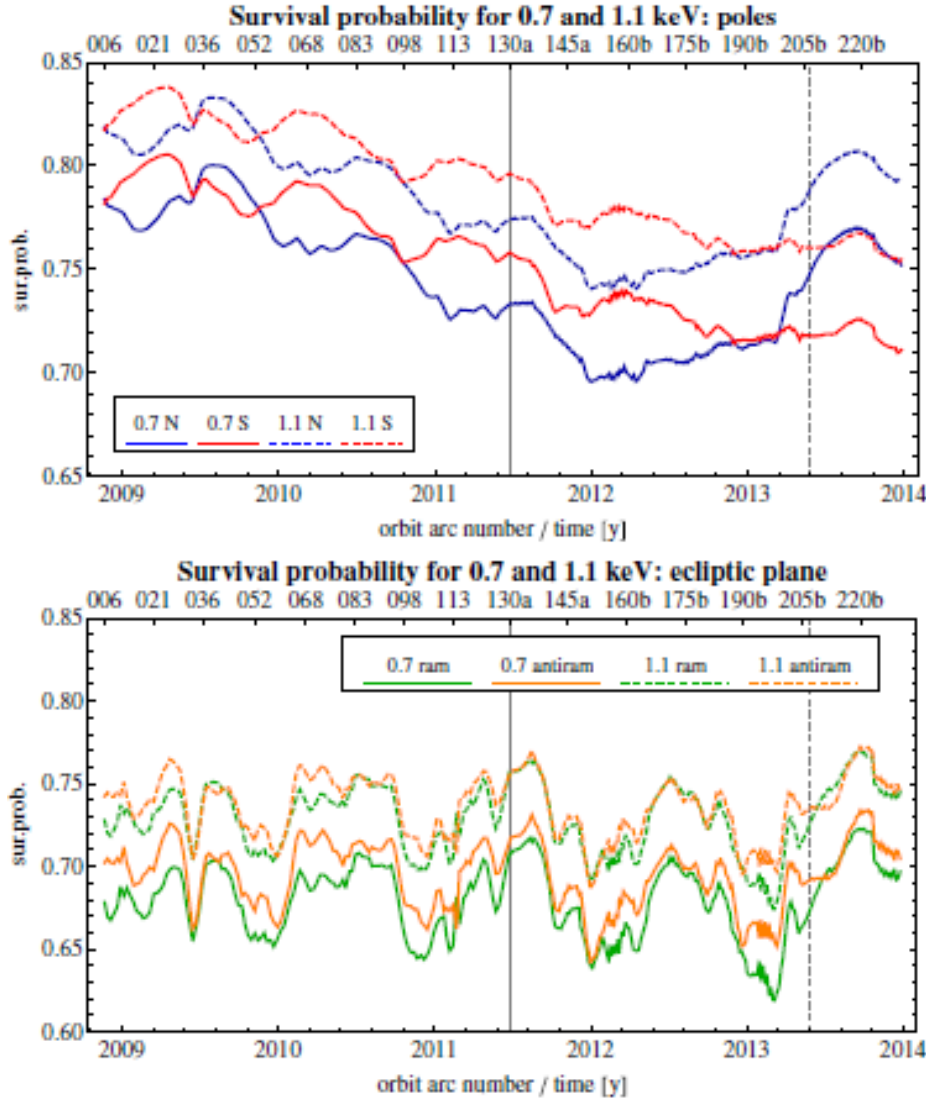 Survival probability for 0.7 and 1.1 keV: poles
006 021 036 052 068 083 098 113 130a 145a 160b 175b 190b 205b 220b
0.85
0.80
0.75
0.70
0.65
sur.prob.
0.7 N 0.7 S 1.1 N 1.1 S
2009 2010 2011 2012 2013 2014
orbit arc number / time [y]
Survival probability for 0.7 and 1.1 keV: ecliptic plane
006 021 036 052 068 083 098 113 130a 145a 160b 175b 190b 205b 220b
0.85
0.80
0.75
0.70
0.65
0.60
sur.prob.
0.7 ram 0.7 antiram 1.1 ram 1.1 antiram
2009 2010 2011 2012 2013 2014
orbit arc number / time [y]